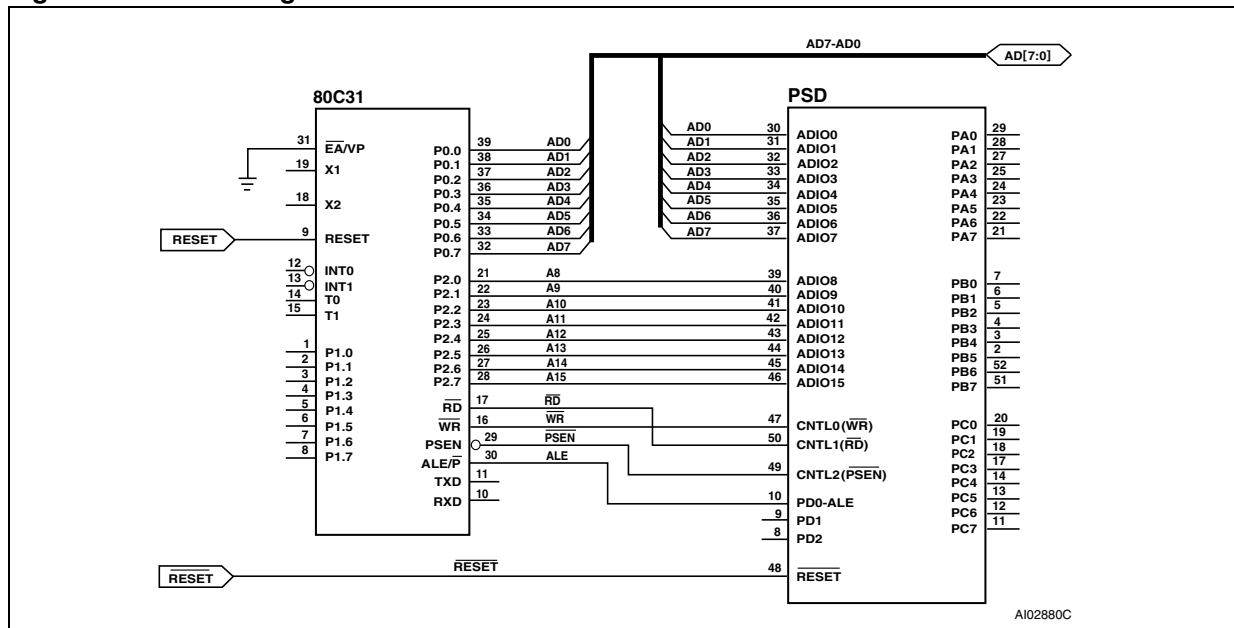 AD7-AD0
AD[7:0]
80C31
PSD
31 EA/VP
19 X1
18 X2
RESET 9 RESET
12 INT0
13 INT1
14 T0
15 T1
1 P1.0
2 P1.1
3 P1.2
4 P1.3
5 P1.4
6 P1.5
7 P1.6
8 P1.7
P0.0 39 AD0
P0.1 38 AD1
P0.2 37 AD2
P0.3 36 AD3
P0.4 35 AD4
P0.5 34 AD5
P0.6 33 AD6
P0.7 32 AD7
P2.0 21 A8
P2.1 22 A9
P2.2 23 A10
P2.3 24 A11
P2.4 25 A12
P2.5 26 A13
P2.6 27 A14
P2.7 28 A15
RD 17 RD
WR 16 WR
PSEN 29 PSEN
ALE/P 30 ALE
TXD 11
RXD 10
AD0 30 ADIO0
AD1 31 ADIO1
AD2 32 ADIO2
AD3 33 ADIO3
AD4 34 ADIO4
AD5 35 ADIO5
AD6 36 ADIO6
AD7 37 ADIO7
39 ADIO8
40 ADIO9
41 ADIO10
42 ADIO11
43 ADIO12
44 ADIO13
45 ADIO14
46 ADIO15
47 CNTL0(WR)
50 CNTL1(RD)
49 CNTL2(PSEN)
10 PD0-ALE
9 PD1
8 PD2
RESET RESET 48 RESET
PA0 29
PA1 28
PA2 27
PA3 25
PA4 24
PA5 23
PA6 22
PA7 21
PB0 7
PB1 6
PB2 5
PB3 4
PB4 3
PB5 2
PB6 52
PB7 51
PC0 20
PC1 19
PC2 18
PC3 17
PC4 14
PC5 13
PC6 12
PC7 11
AI02880C